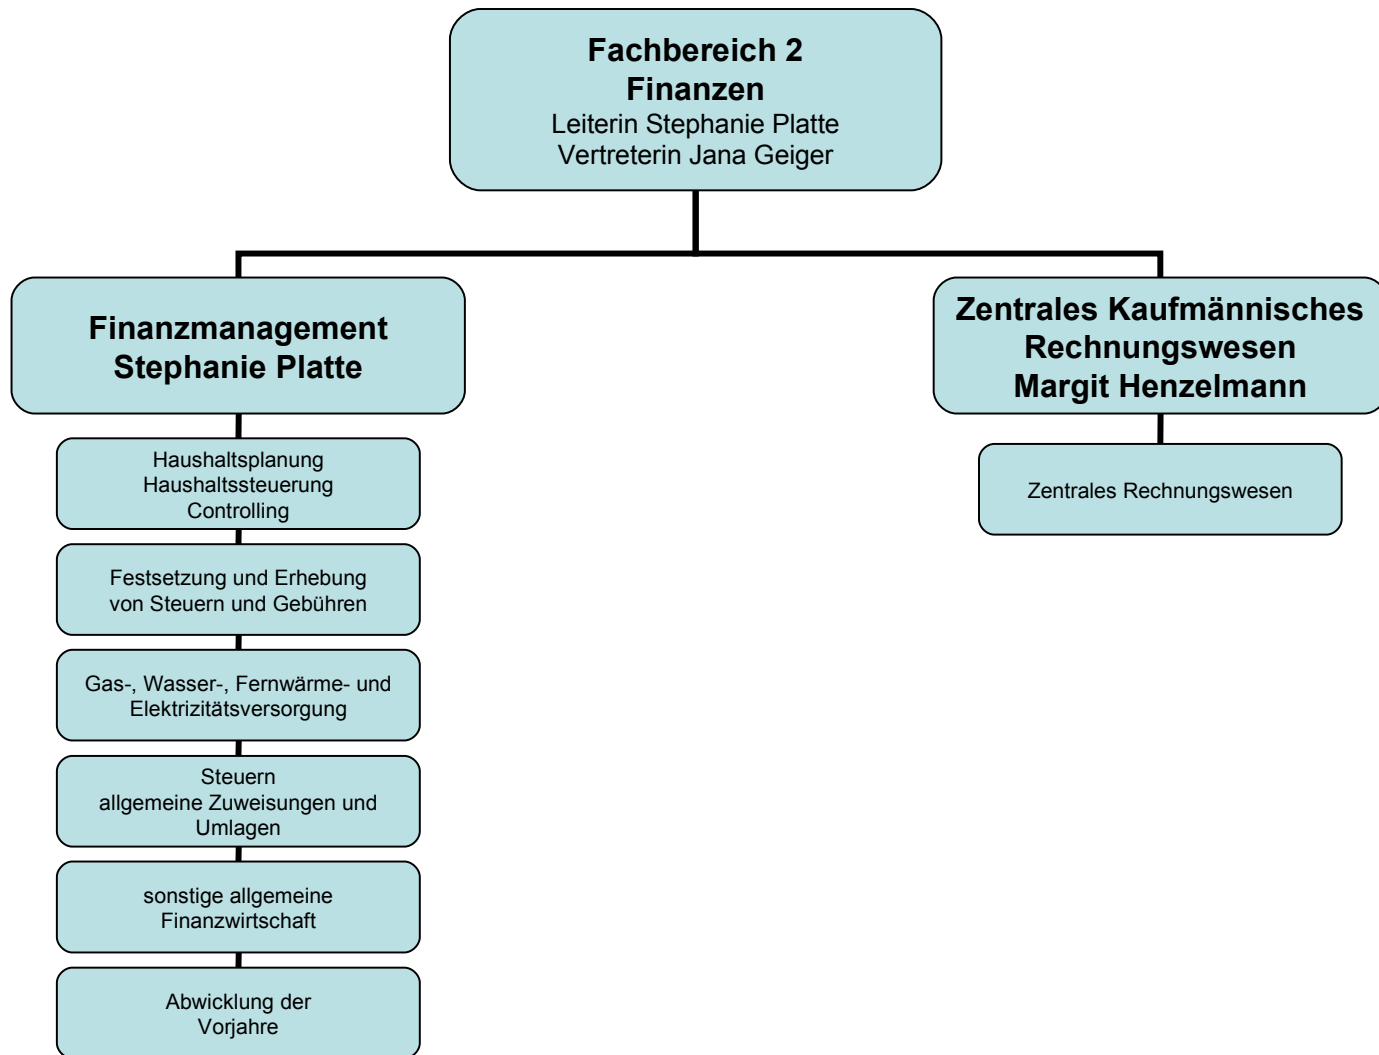 Fachbereich 2
Finanzen
Leiterin Stephanie Platte
Vertreterin Jana Geiger
Finanzmanagement
Stephanie Platte
Haushaltsplanung
Haushaltssteuerung
Controlling
Festsetzung und Erhebung
von Steuern und Gebühren
Gas-, Wasser-, Fernwärme- und
Elektrizitätsversorgung
Steuern
allgemeine Zuweisungen und
Umlagen
sonstige allgemeine
Finanzwirtschaft
Abwicklung der
Vorjahre
Zentrales Kaufmännisches
Rechnungswesen
Margit Henzelmann
Zentrales Rechnungswesen